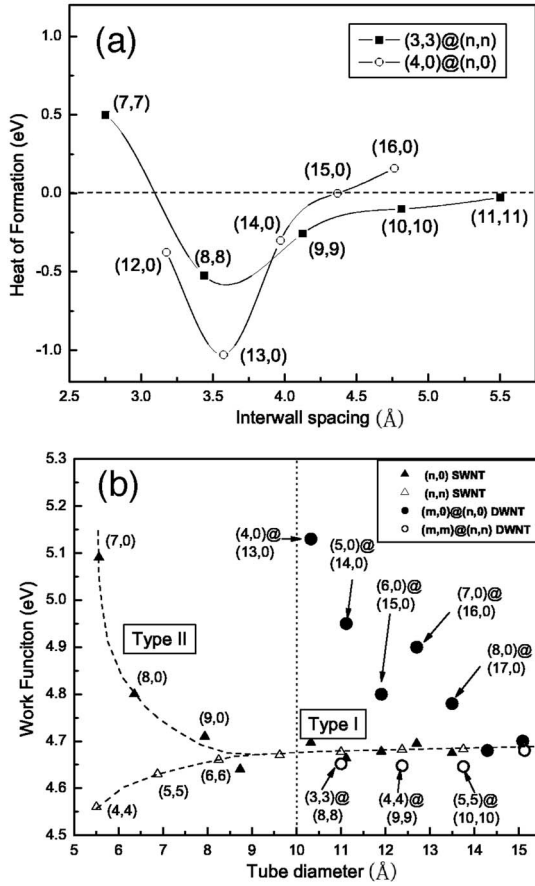 (a)
(3,3)@(n,n)
(4,0)@(n,0)
(7,7)
(16,0)
(15,0)
(14,0)
(12,0)
(8,8)
(9,9)
(10,10)
(11,11)
(13,0)
Heat of Formation (eV)
0.5
0.0
-0.5
-1.0
2.5 3.0 3.5 4.0 4.5 5.0 5.5
Interwall spacing (Å)
(b)
(n,0) SWNT
(n,n) SWNT
(m,0)@(n,0) DWNT
(m,m)@(n,n) DWNT
(7,0)
(4,0)@
(13,0)
(5,0)@
(14,0)
(6,0)@
(15,0)
(7,0)@
(16,0)
(8,0)@
(17,0)
Type II
(8,0)
(9,0)
Type I
(4,4)
(5,5)
(6,6)
(3,3)@
(8,8)
(4,4)@
(9,9)
(5,5)@
(10,10)
Work Funciton (eV)
5.3
5.2
5.1
5.0
4.9
4.8
4.7
4.6
4.5
5 6 7 8 9 10 11 12 13 14 15
Tube diameter (Å)